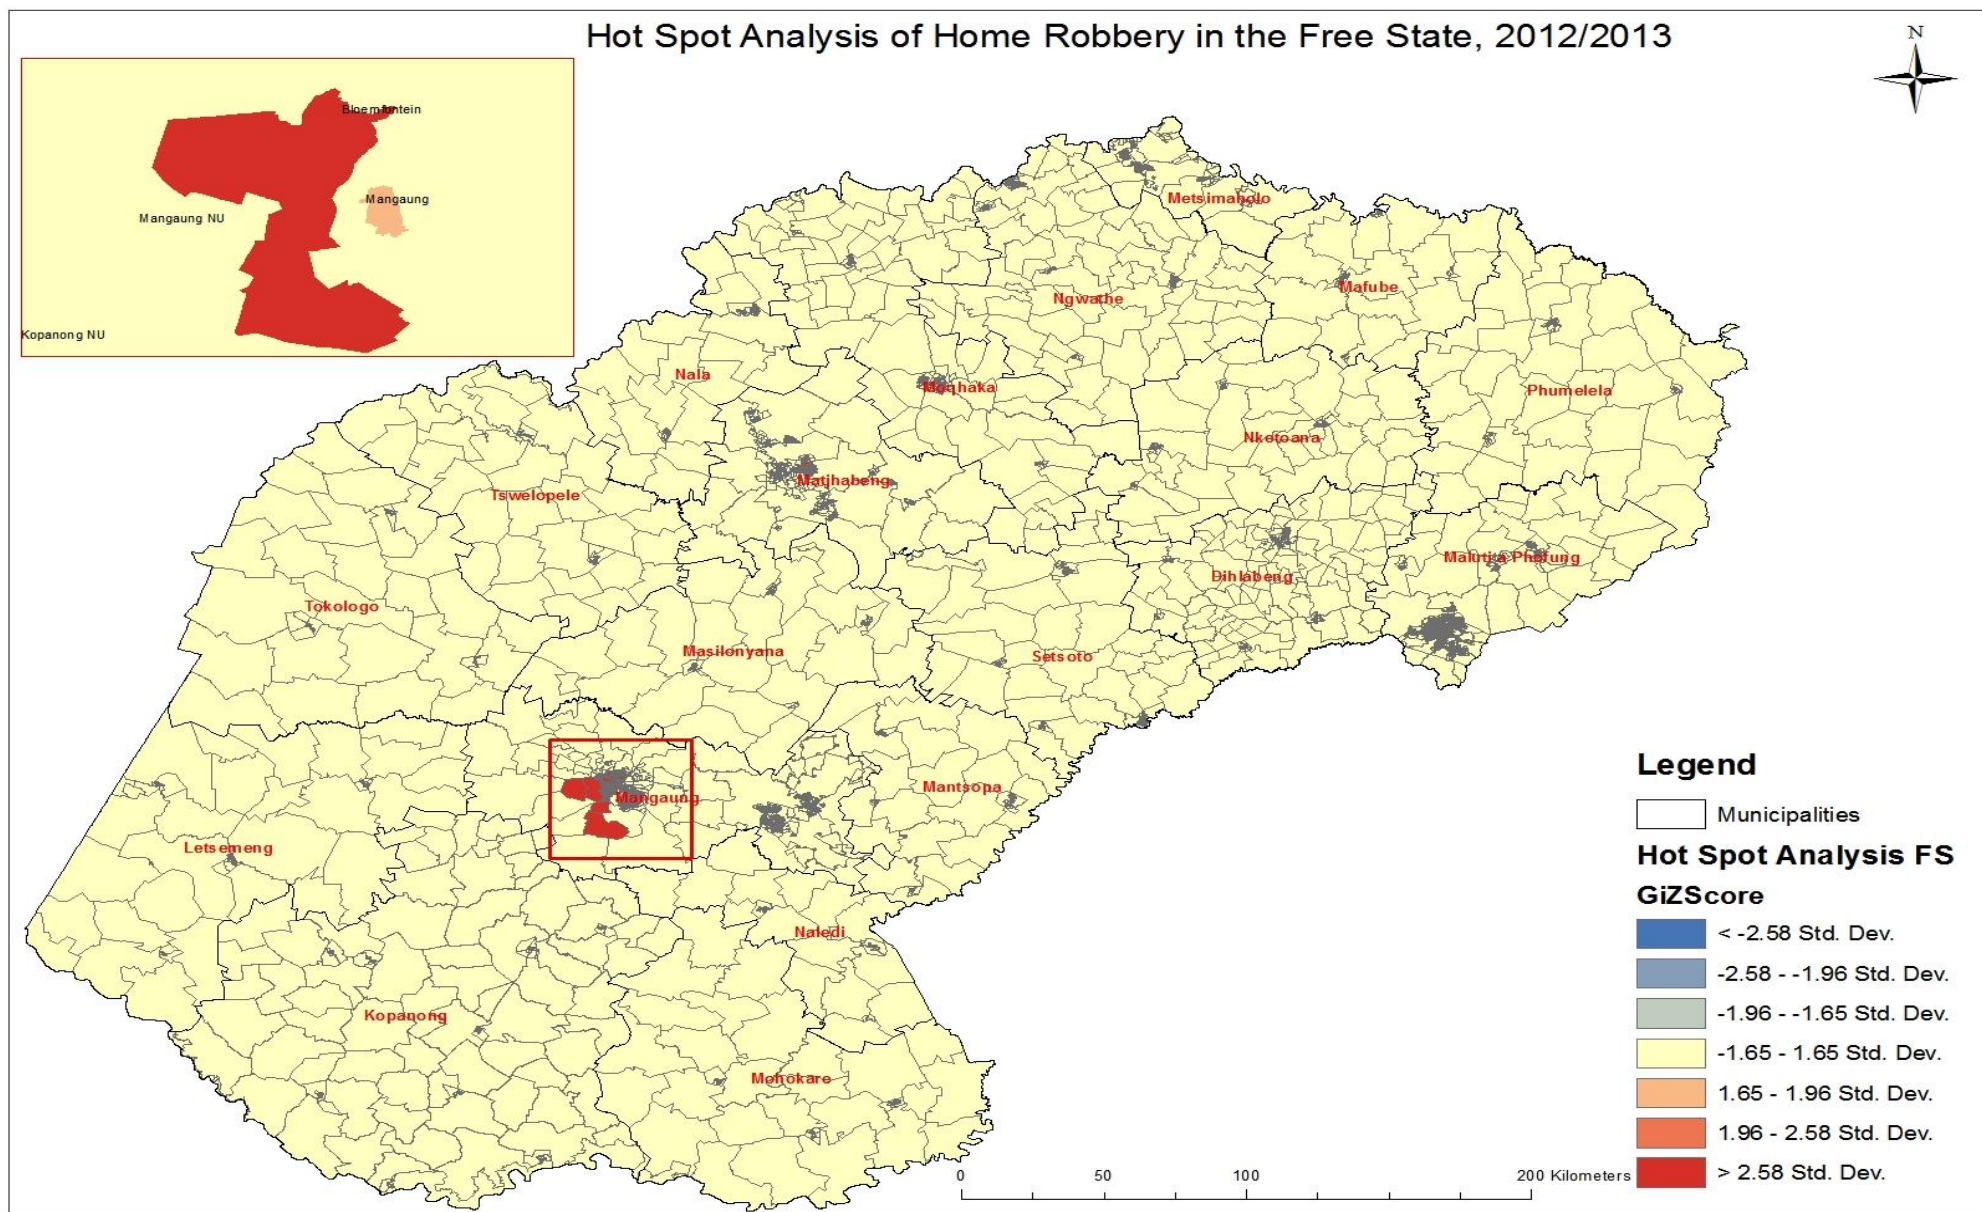 Hot Spot Analysis of Home Robbery in the Free State, 2012/2013
N
Bloemfontein
Mangaung
Mangaung NU
Kopanong NU
Metsimaholo
Mafube
Ngwathe
Nala
Moqhaka
Phumelela
Nketoana
Matjhabeng
Tswelopele
Maluti a Phofung
Dihlabeng
Tokologo
Masilonyana
Setsoto
Mantsopa
Mangaung
Letsemeng
Naledi
Kopanong
Mohokare
Legend
Municipalities
Hot Spot Analysis FS
GiZScore
< -2.58 Std. Dev.
-2.58 - -1.96 Std. Dev.
-1.96 - -1.65 Std. Dev.
-1.65 - 1.65 Std. Dev.
1.65 - 1.96 Std. Dev.
1.96 - 2.58 Std. Dev.
> 2.58 Std. Dev.
0 50 100 200 Kilometers